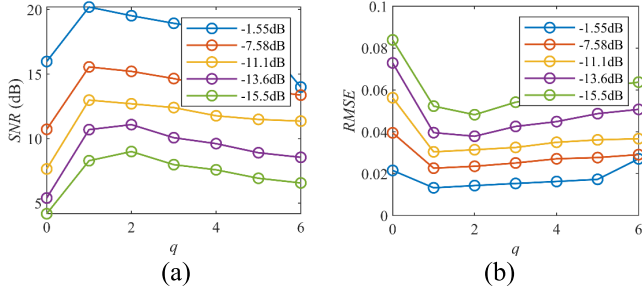 20
15
10
5
SNR (dB)
-1.55dB
-7.58dB
-11.1dB
-13.6dB
-15.5dB
0 2 4 6
q
(a)
0.1
0.08
0.06
0.04
0.02
0
RMSE
-1.55dB
-7.58dB
-11.1dB
-13.6dB
-15.5dB
0 2 4 6
q
(b)